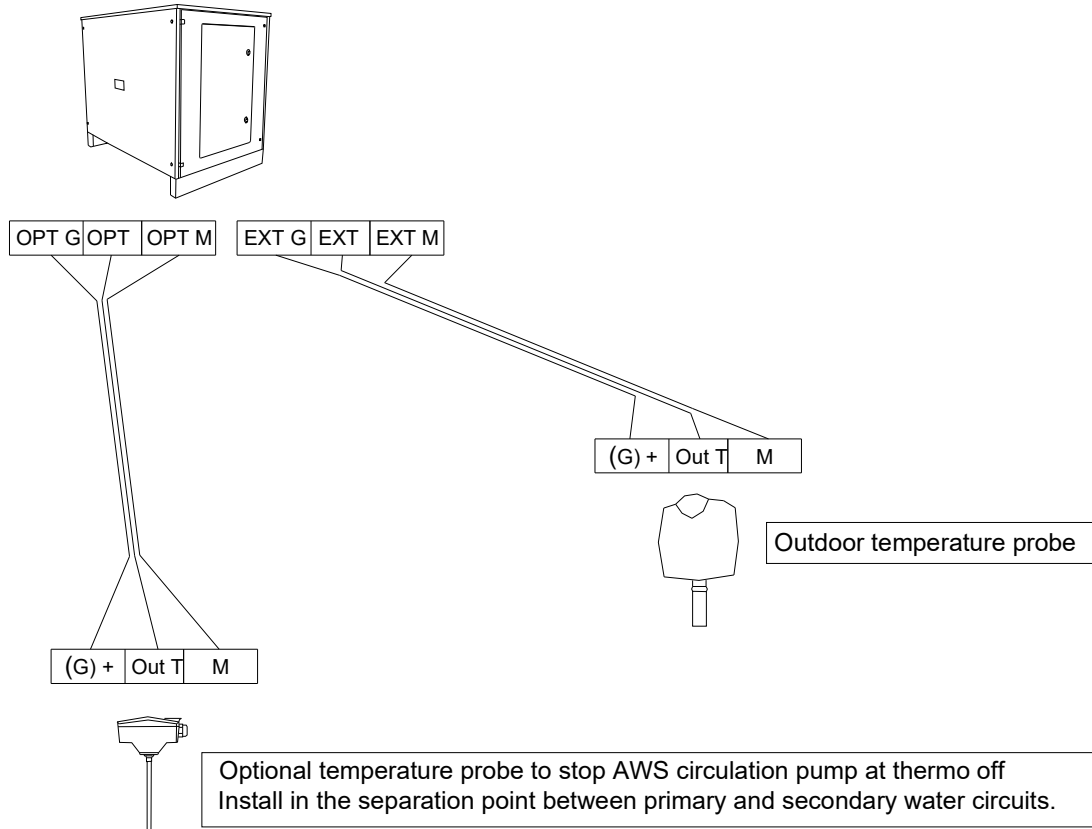 OPT G OPT OPT M EXT G EXT EXT M
(G) + Out T M
Outdoor temperature probe
(G) + Out T M
Optional temperature probe to stop AWS circulation pump at thermo off
Install in the separation point between primary and secondary water circuits.